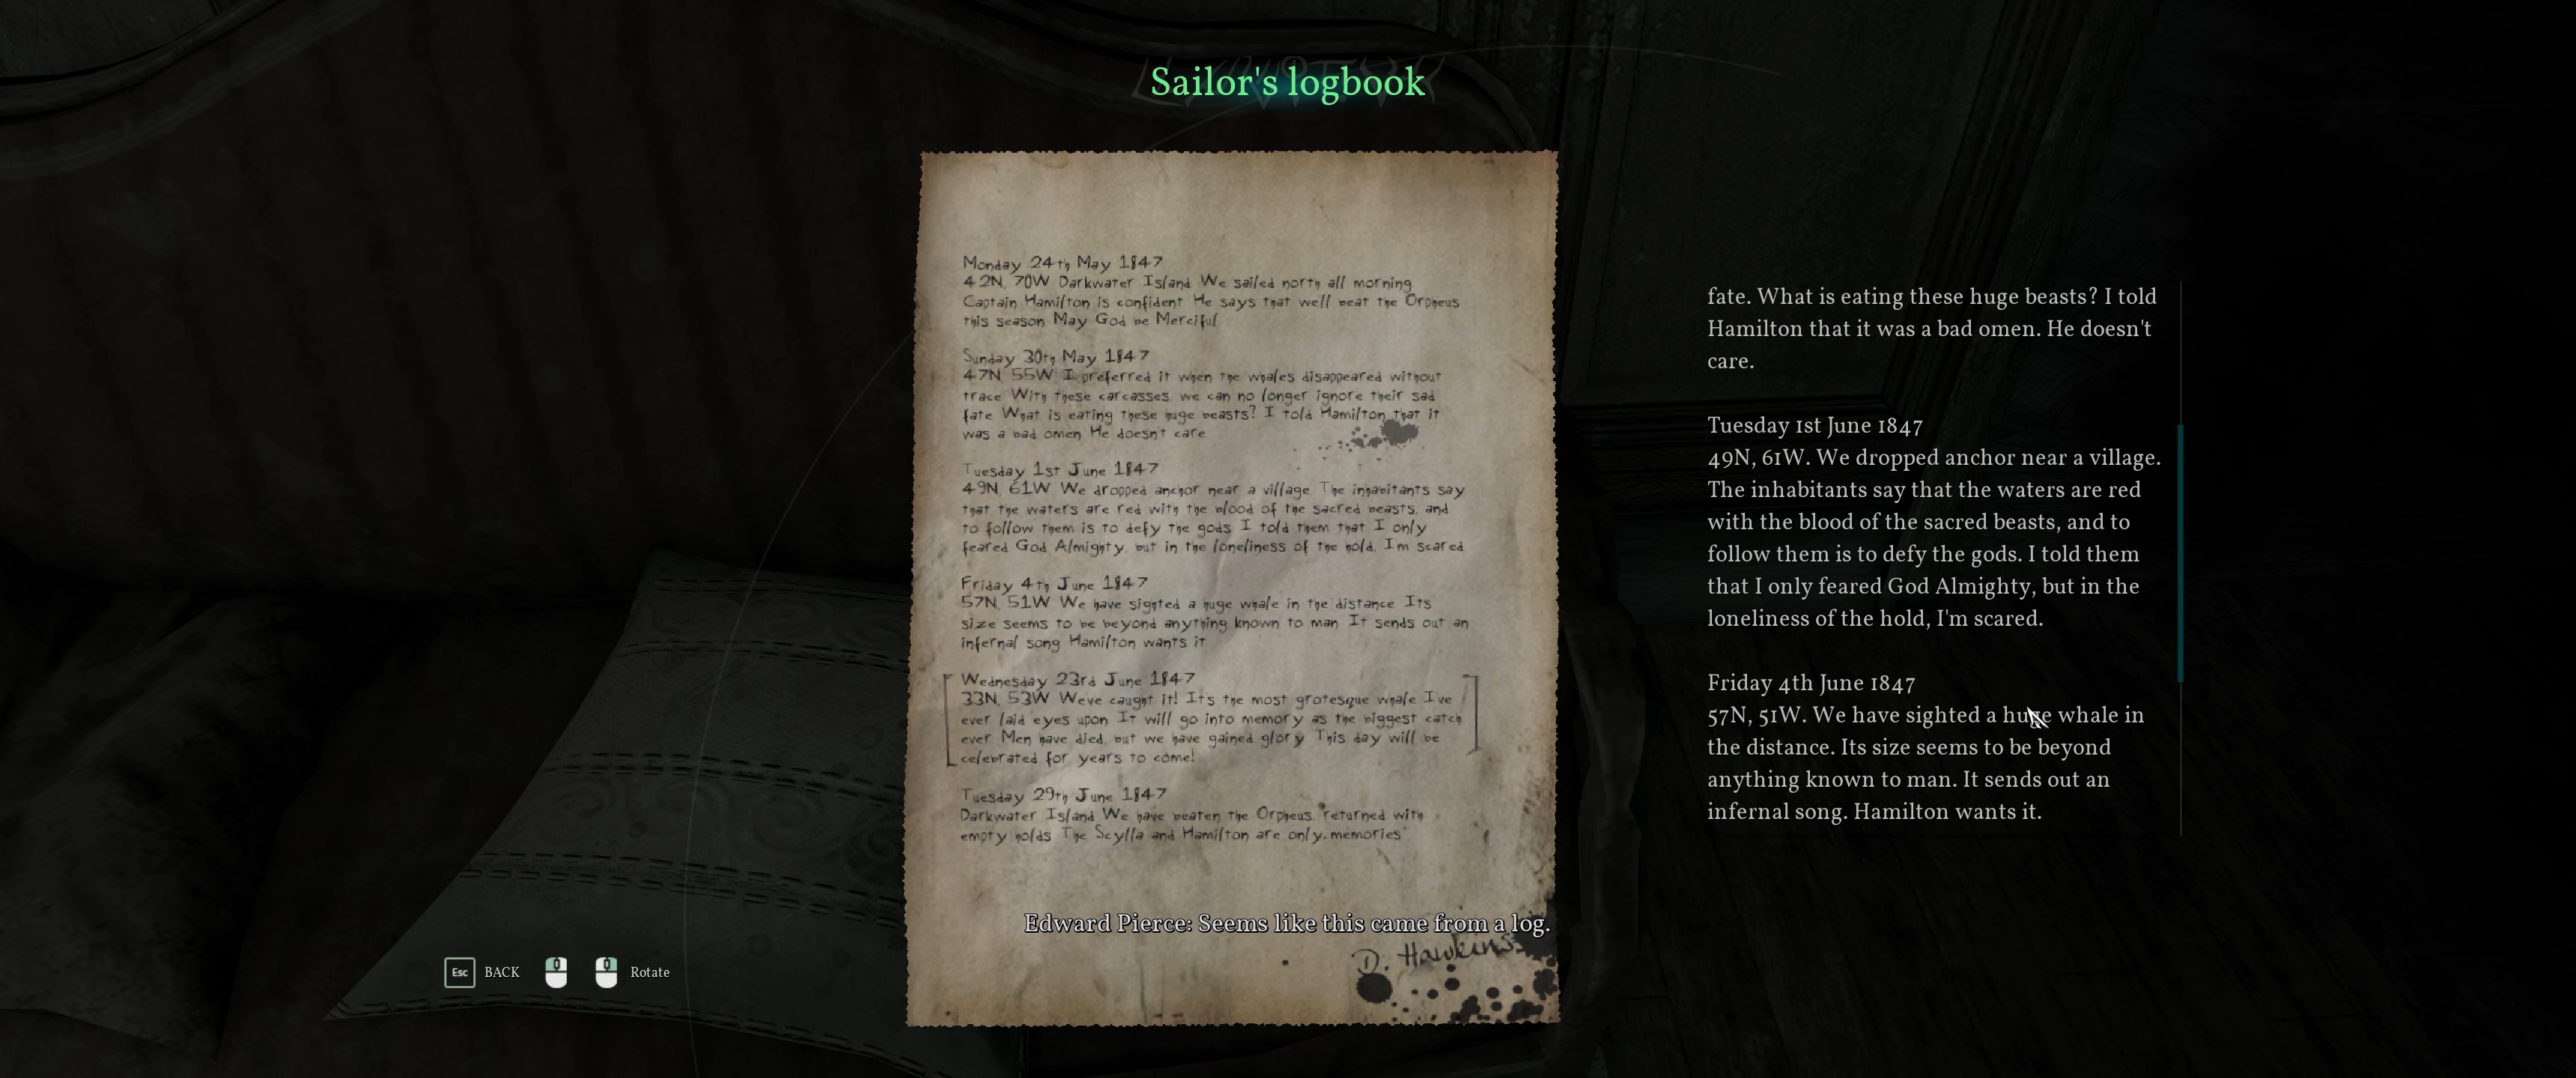 Sailor's logbook
Monday 24th May 1847
42N, 70W Darkwater Island We sailed north all morning
Captain Hamilton is confident He says that we'll beat the Orpheus
this season May God be Merciful
Sunday 30th May 1847
47N, 55W I preferred it when the whales disappeared without
trace With these carcasses, we can no longer ignore their sad
fate What is eating these huge beasts? I told Hamilton that it
was a bad omen He doesn't care
Tuesday 1st June 1847
49N, 61W We dropped anchor near a village The inhabitants say
that the waters are red with the blood of the sacred beasts, and
to follow them is to defy the gods I told them that I only
feared God Almighty, but in the loneliness of the hold, I'm scared
Friday 4th June 1847
57N, 51W We have sighted a huge whale in the distance Its
size seems to be beyond anything known to man It sends out an
infernal song Hamilton wants it
Wednesday 23rd June 1847
33N, 53W We've caught it! It's the most grotesque whale I've
ever laid eyes upon It will go into memory as the biggest catch
ever Men have died, but we have gained glory This day will be
celebrated for years to come!
Tuesday 29th June 1847
Darkwater Island We have beaten the Orpheus, returned with
empty holds The Scylla and Hamilton are only memories
Edward Pierce: Seems like this came from a log.
D. Hawkins
fate. What is eating these huge beasts? I told
Hamilton that it was a bad omen. He doesn't
care.
Tuesday 1st June 1847
49N, 61W. We dropped anchor near a village.
The inhabitants say that the waters are red
with the blood of the sacred beasts, and to
follow them is to defy the gods. I told them
that I only feared God Almighty, but in the
loneliness of the hold, I'm scared.
Friday 4th June 1847
57N, 51W. We have sighted a huge whale in
the distance. Its size seems to be beyond
anything known to man. It sends out an
infernal song. Hamilton wants it.
Esc BACK Rotate